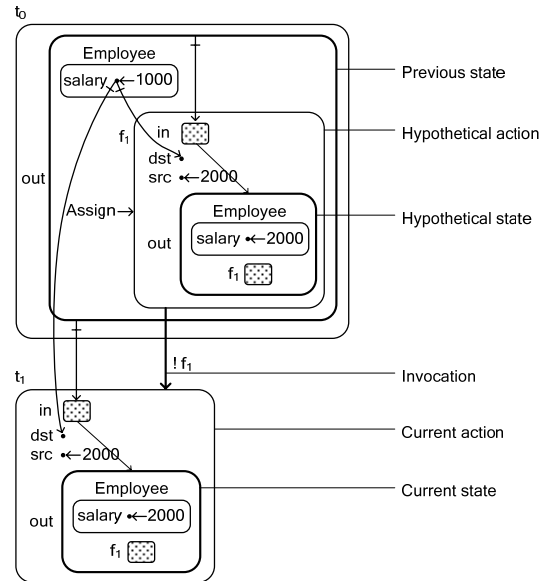 t0
Employee
salary 1000
Previous state
f1
in
Hypothetical action
dst
src 2000
out
Assign
Employee
Hypothetical state
out
salary 2000
f1
! f1
t1
Invocation
in
dst
Current action
src 2000
Employee
Current state
salary 2000
out
f1